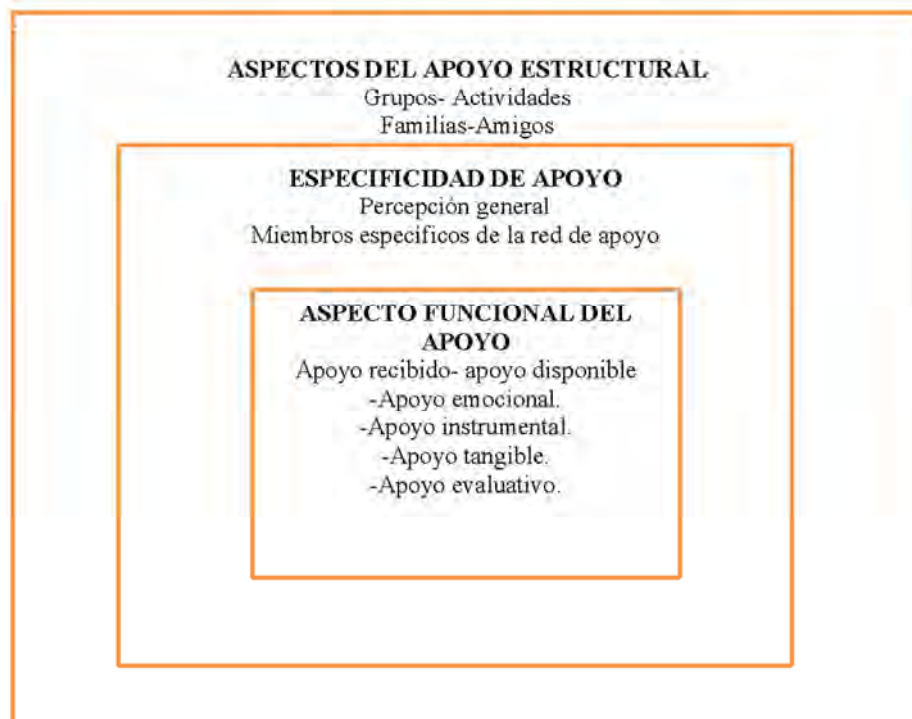 ASPECTOS DEL APOYO ESTRUCTURAL
Grupos- Actividades
Familias-Amigos
ESPECIFICIDAD DE APOYO
Percepción general
Miembros específicos de la red de apoyo
ASPECTO FUNCIONAL DEL
APOYO
Apoyo recibido- apoyo disponible
-Apoyo emocional.
-Apoyo instrumental.
-Apoyo tangible.
-Apoyo evaluativo.